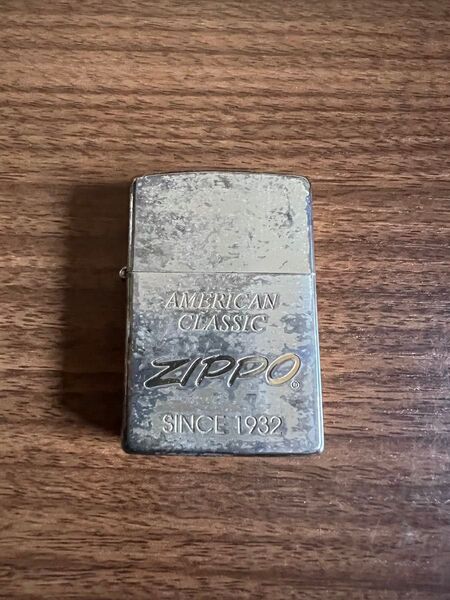 AMERICAN
CLASSIC
ZIPPO®
SINCE 1932